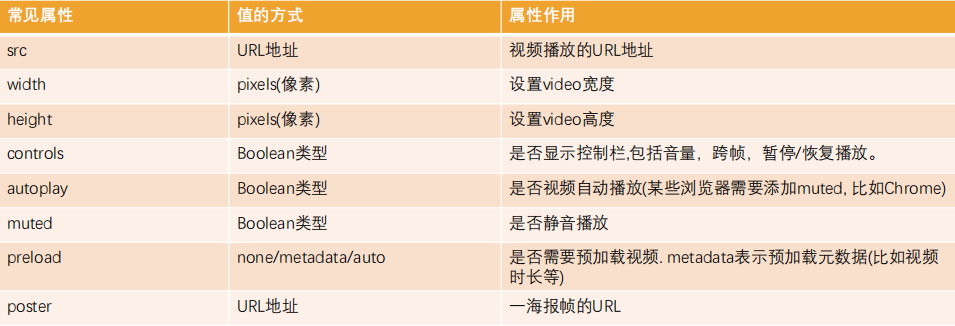 常见属性 值的方式 属性作用
src URL地址 视频播放的URL地址
width pixels(像素) 设置video宽度
height pixels(像素) 设置video高度
controls Boolean类型 是否显示控制栏,包括音量，跨帧，暂停/恢复播放。
autoplay Boolean类型 是否视频自动播放(某些浏览器需要添加muted, 比如Chrome)
muted Boolean类型 是否静音播放
preload none/metadata/auto 是否需要预加载视频. metadata表示预加载元数据(比如视频
时长等)
poster URL地址 一海报帧的URL